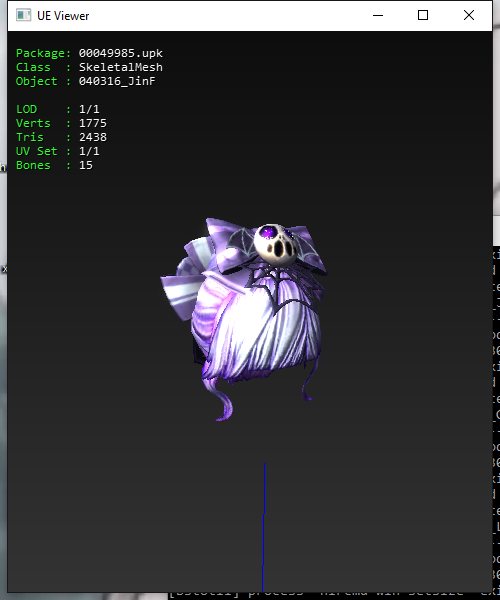 UE Viewer
Package: 00049985.upk
Class : SkeletalMesh
Object : 040316_JinF
LOD : 1/1
Verts : 1775
Tris : 2438
UV Set : 1/1
Bones : 15